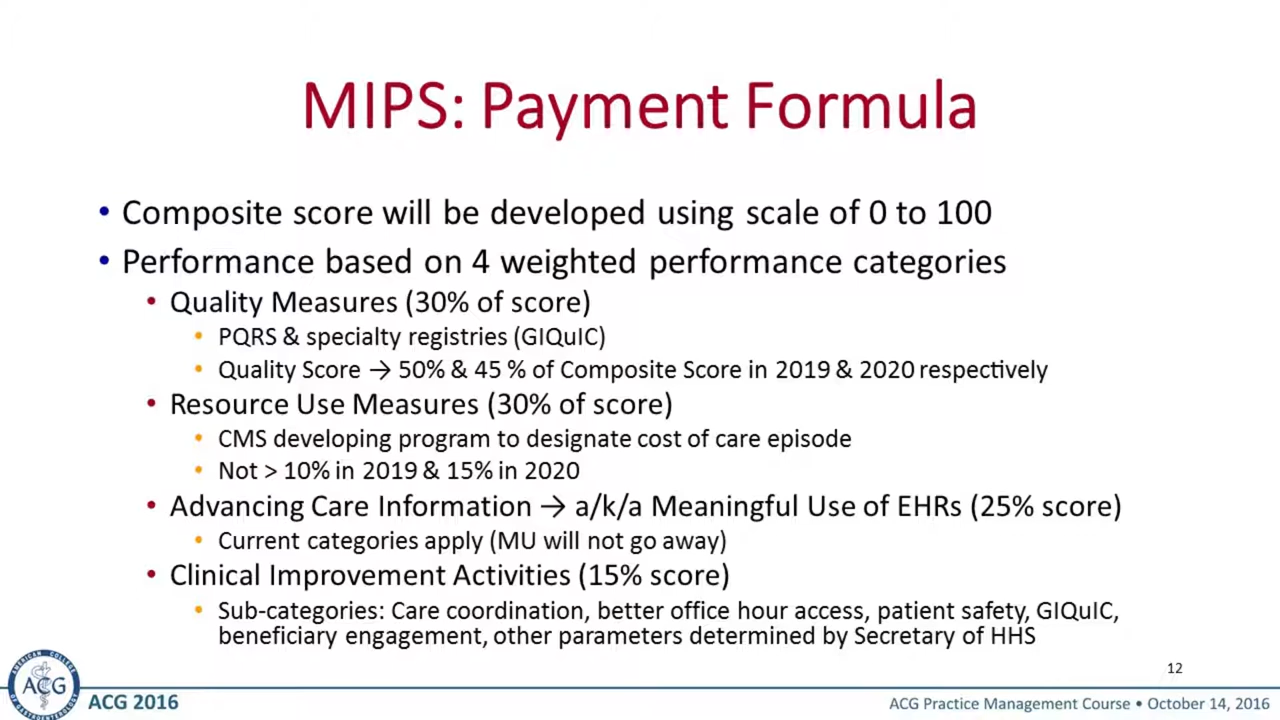 MIPS: Payment Formula
• Composite score will be developed using scale of 0 to 100
• Performance based on 4 weighted performance categories
• Quality Measures (30% of score)
• PQRS & specialty registries (GIQuIC)
• Quality Score → 50% & 45 % of Composite Score in 2019 & 2020 respectively
• Resource Use Measures (30% of score)
• CMS developing program to designate cost of care episode
• Not > 10% in 2019 & 15% in 2020
• Advancing Care Information → a/k/a Meaningful Use of EHRs (25% score)
• Current categories apply (MU will not go away)
• Clinical Improvement Activities (15% score)
• Sub-categories: Care coordination, better office hour access, patient safety, GIQuIC,
beneficiary engagement, other parameters determined by Secretary of HHS
12
AMERICAN COLLEGE
ACG
OF GASTROENTEROLOGY
ACG 2016
ACG Practice Management Course • October 14, 2016